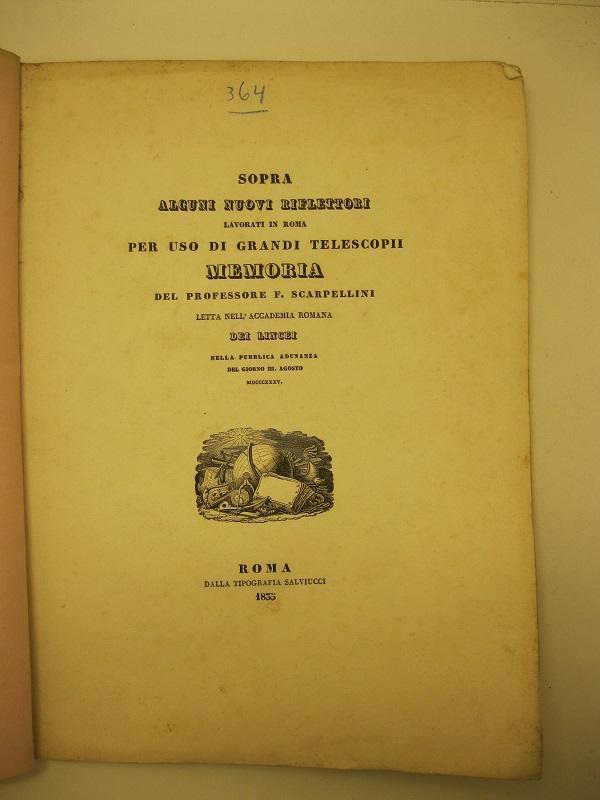 364
SOPRA
ALCUNI NUOVI RIFLETTORI
LAVORATI IN ROMA
PER USO DI GRANDI TELESCOPII
MEMORIA
DEL PROFESSORE F. SCARPELLINI
LETTA NELL'ACCADEMIA ROMANA
DEI LINCEI
NELLA PUBBLICA ADUNANZA
DEL GIORNO III. AGOSTO
MDCCCXXXV.
ROMA
DALLA TIPOGRAFIA SALVIUCCI
1835